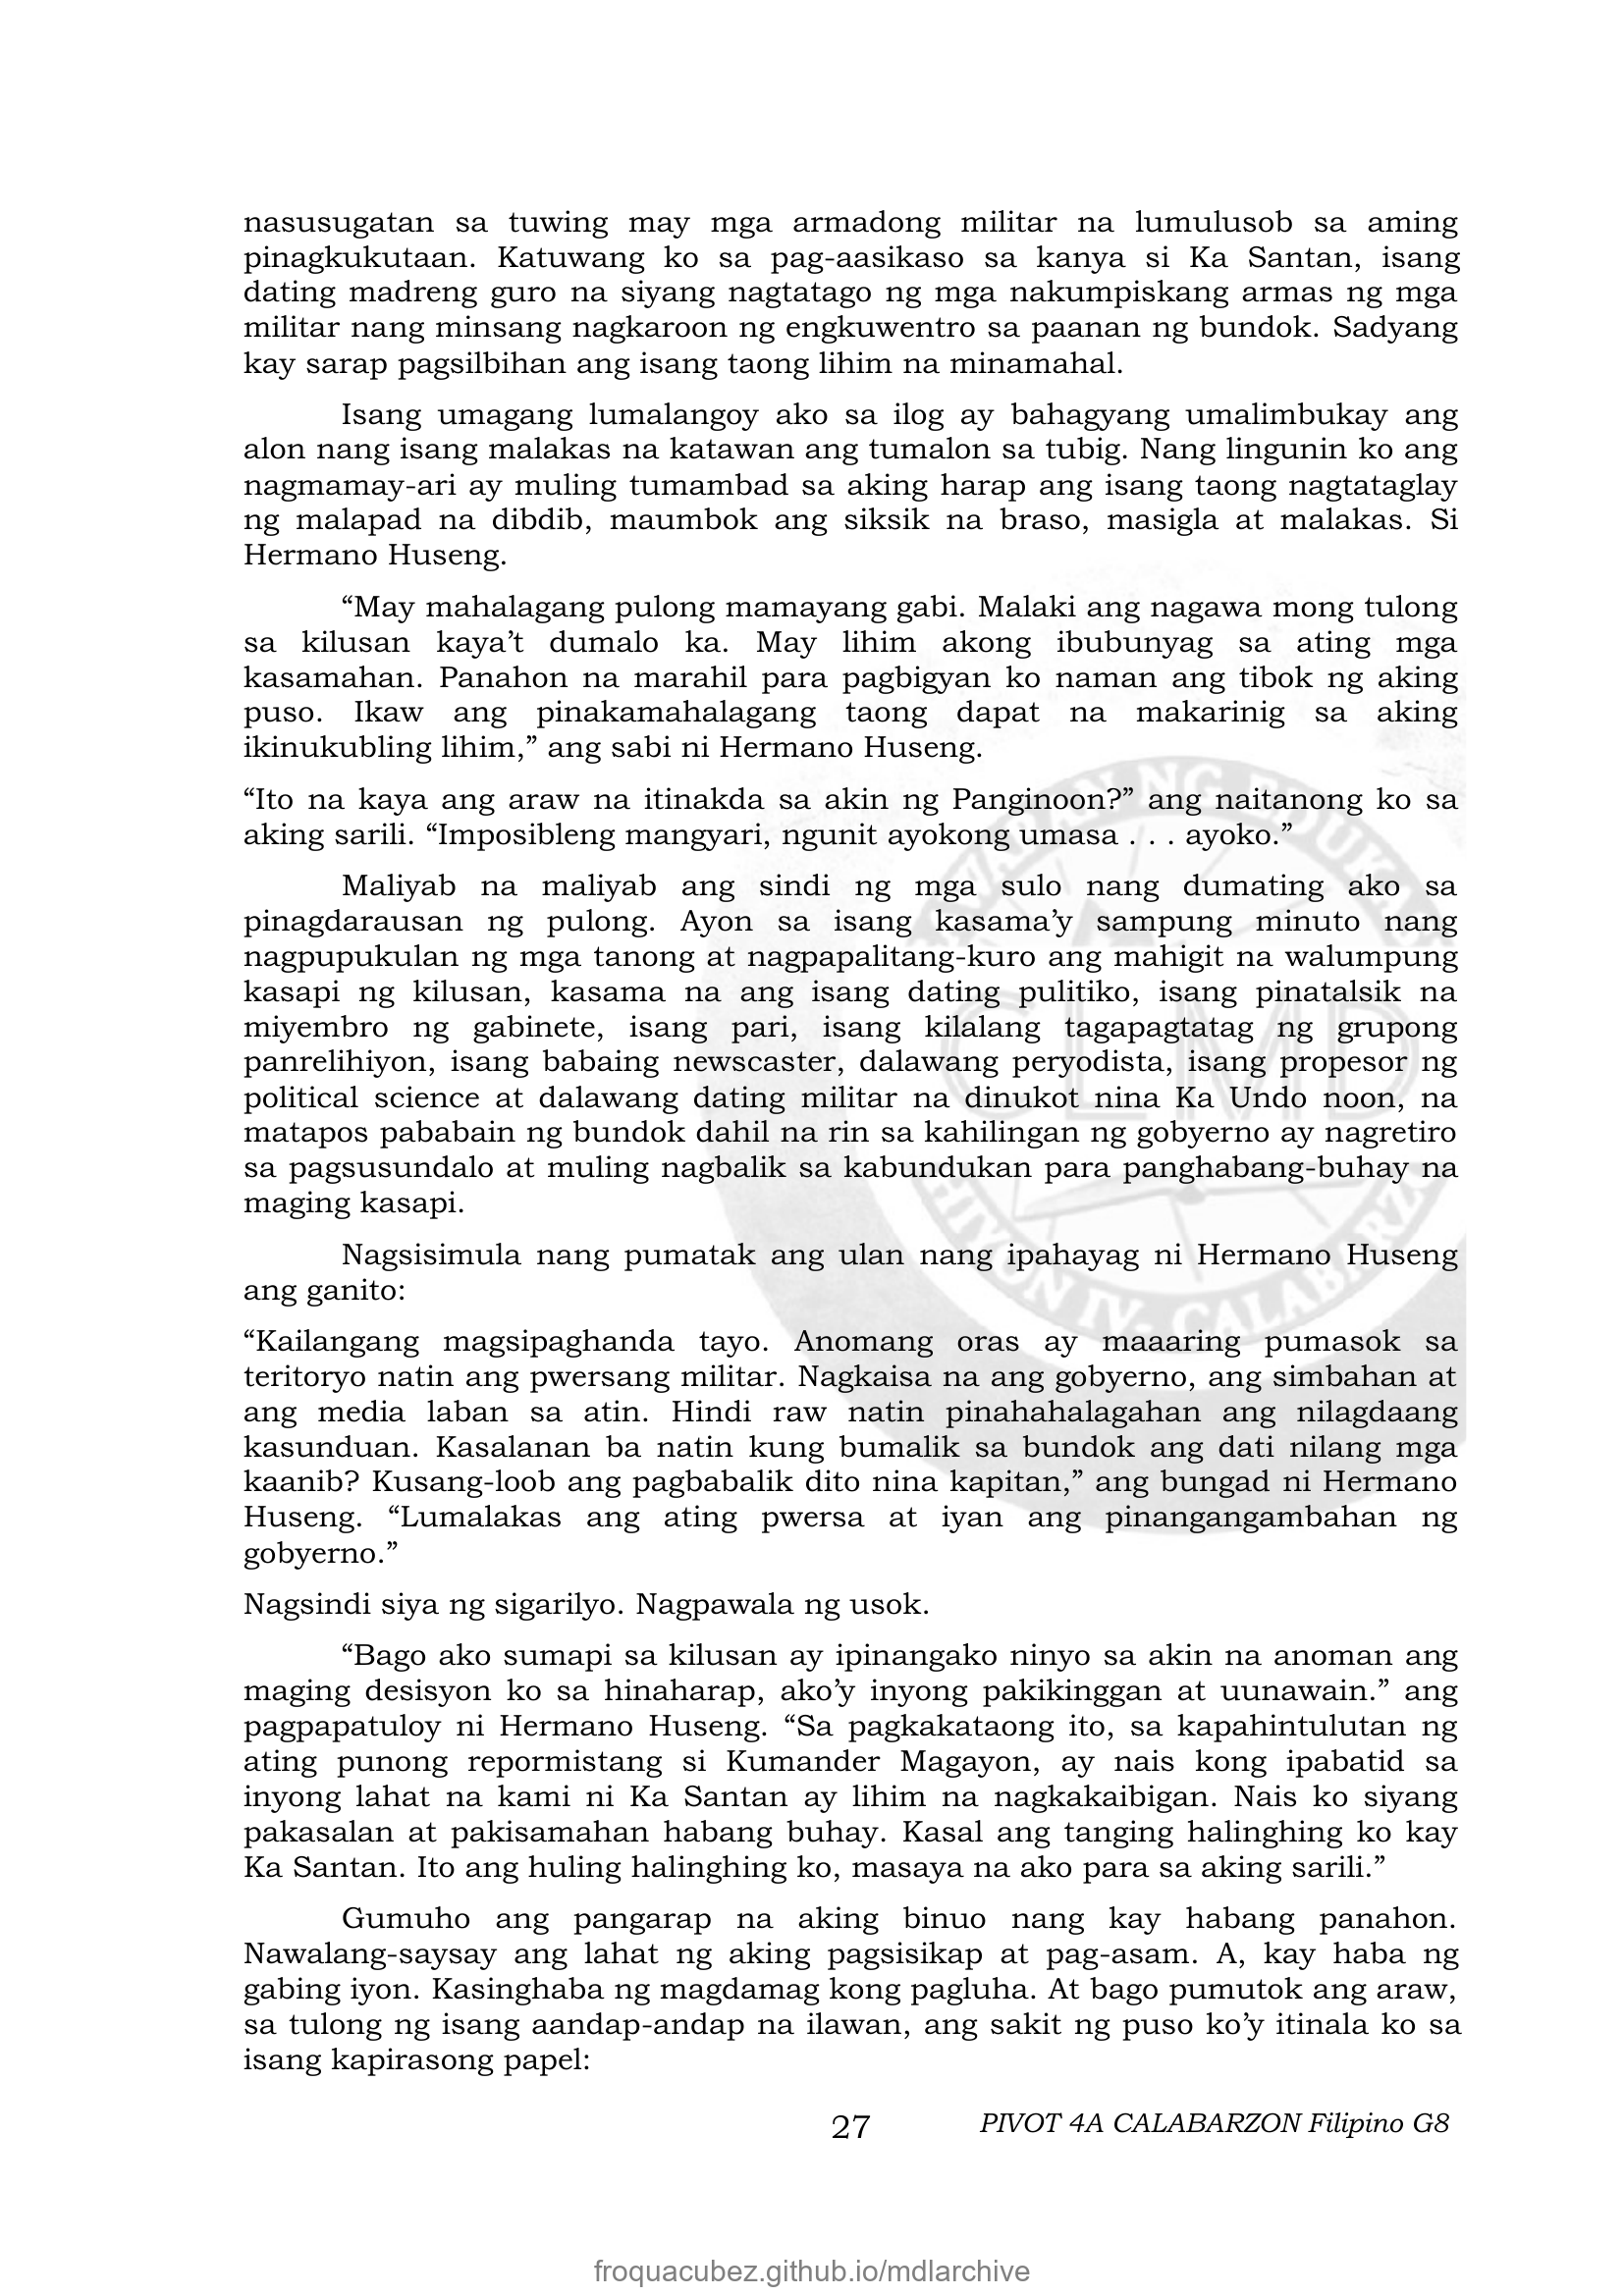 nasusugatan sa tuwing may mga armadong militar na lumulusob sa aming
pinagkukutaan. Katuwang ko sa pag-aasikaso sa kanya si Ka Santan, isang
dating madreng guro na siyang nagtatago ng mga nakumpiskang armas ng mga
militar nang minsang nagkaroon ng engkuwentro sa paanan ng bundok. Sadyang
kay sarap pagsilbihan ang isang taong lihim na minamahal.
Isang umagang lumalangoy ako sa ilog ay bahagyang umalimbukay ang
alon nang isang malakas na katawan ang tumalon sa tubig. Nang lingunin ko ang
nagmamay-ari ay muling tumambad sa aking harap ang isang taong nagtataglay
ng malapad na dibdib, maumbok ang siksik na braso, masigla at malakas. Si
Hermano Huseng.
“May mahalagang pulong mamayang gabi. Malaki ang nagawa mong tulong
sa kilusan kaya’t dumalo ka. May lihim akong ibubunyag sa ating mga
kasamahan. Panahon na marahil para pagbigyan ko naman ang tibok ng aking
puso. Ikaw ang pinakamahalagang taong dapat na makarinig sa aking
ikinukubling lihim,” ang sabi ni Hermano Huseng.
“Ito na kaya ang araw na itinakda sa akin ng Panginoon?” ang naitanong ko sa
aking sarili. “Imposibleng mangyari, ngunit ayokong umasa . . . ayoko.”
Maliyab na maliyab ang sindi ng mga sulo nang dumating ako sa
pinagdarausan ng pulong. Ayon sa isang kasama’y sampung minuto nang
nagpupukulan ng mga tanong at nagpapalitang-kuro ang mahigit na walumpung
kasapi ng kilusan, kasama na ang isang dating pulitiko, isang pinatalsik na
miyembro ng gabinete, isang pari, isang kilalang tagapagtatag ng grupong
panrelihiyon, isang babaing newscaster, dalawang peryodista, isang propesor ng
political science at dalawang dating militar na dinukot nina Ka Undo noon, na
matapos pababain ng bundok dahil na rin sa kahilingan ng gobyerno ay nagretiro
sa pagsusundalo at muling nagbalik sa kabundukan para panghabang-buhay na
maging kasapi.
Nagsisimula nang pumatak ang ulan nang ipahayag ni Hermano Huseng
ang ganito:
“Kailangang magsipaghanda tayo. Anomang oras ay maaaring pumasok sa
teritoryo natin ang pwersang militar. Nagkaisa na ang gobyerno, ang simbahan at
ang media laban sa atin. Hindi raw natin pinahahalagahan ang nilagdaang
kasunduan. Kasalanan ba natin kung bumalik sa bundok ang dati nilang mga
kaanib? Kusang-loob ang pagbabalik dito nina kapitan,” ang bungad ni Hermano
Huseng. “Lumalakas ang ating pwersa at iyan ang pinangangambahan ng
gobyerno.”
Nagsindi siya ng sigarilyo. Nagpawala ng usok.
“Bago ako sumapi sa kilusan ay ipinangako ninyo sa akin na anoman ang
maging desisyon ko sa hinaharap, ako’y inyong pakikinggan at uunawain.” ang
pagpapatuloy ni Hermano Huseng. “Sa pagkakataong ito, sa kapahintulutan ng
ating punong repormistang si Kumander Magayon, ay nais kong ipabatid sa
inyong lahat na kami ni Ka Santan ay lihim na nagkakaibigan. Nais ko siyang
pakasalan at pakisamahan habang buhay. Kasal ang tanging halinghing ko kay
Ka Santan. Ito ang huling halinghing ko, masaya na ako para sa aking sarili.”
Gumuho ang pangarap na aking binuo nang kay habang panahon.
Nawalang-saysay ang lahat ng aking pagsisikap at pag-asam. A, kay haba ng
gabing iyon. Kasinghaba ng magdamag kong pagluha. At bago pumutok ang araw,
sa tulong ng isang aandap-andap na ilawan, ang sakit ng puso ko’y itinala ko sa
isang kapirasong papel:
27 PIVOT 4A CALABARZON Filipino G8
froquacubez.github.io/mdlarchive
CLMD